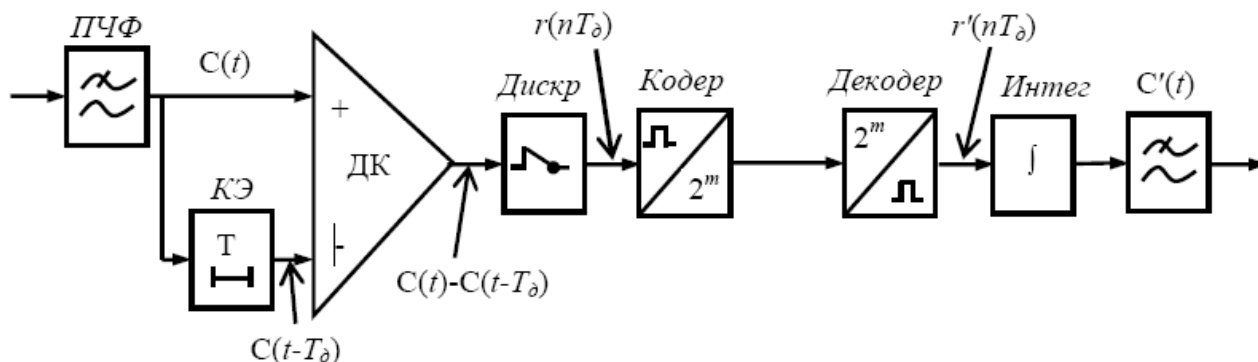 ПЧФ
C(t)
КЭ
T
C(t-Tд)
+
ДК
-
C(t)-C(t-Tд)
Дискр
r(nTд)
Кодер
2^m
Декодер
2^m
r'(nTд)
Интег
∫
C'(t)